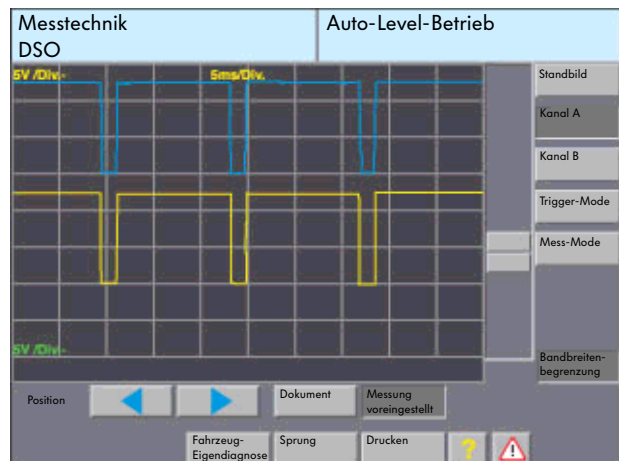 Messtechnik
DSO
Auto-Level-Betrieb
5V /Div.-
5ms/Div.
Standbild
Kanal A
Kanal B
Trigger-Mode
Mess-Mode
5V /Div.-
Bandbreiten-
begrenzung
Position
Dokument
Messung
voreingestellt
Fahrzeug-
Eigendiagnose
Sprung
Drucken
?
!